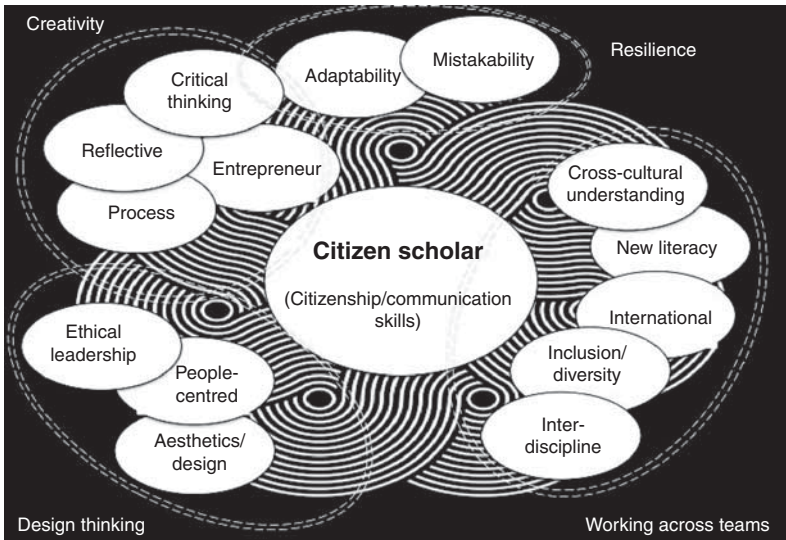 Creativity
Resilience
Critical
thinking
Adaptability
Mistakability
Reflective
Entrepreneur
Process
Cross-cultural
understanding
New literacy
International
Inclusion/
diversity
Inter-
discipline
Citizen scholar
(Citizenship/communication
skills)
Ethical
leadership
People-
centred
Aesthetics/
design
Design thinking
Working across teams